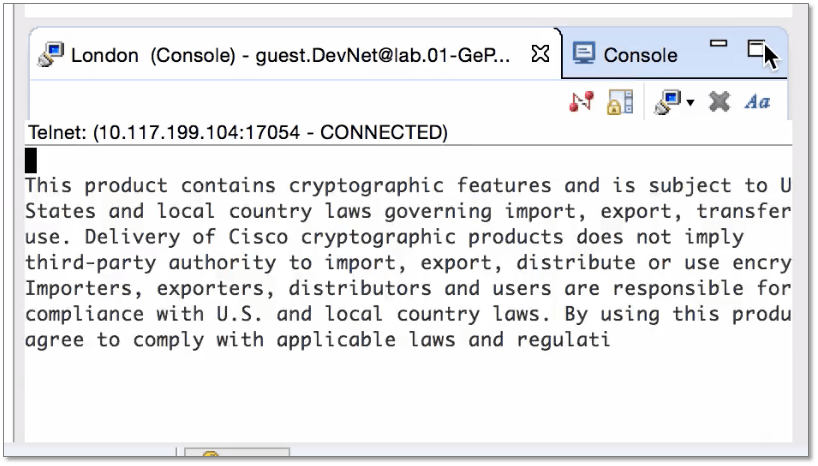 London (Console) - guest.DevNet@lab.01-GeP...
Console
Aa
Telnet: (10.117.199.104:17054 - CONNECTED)
This product contains cryptographic features and is subject to U
States and local country laws governing import, export, transfer
use. Delivery of Cisco cryptographic products does not imply
third-party authority to import, export, distribute or use encry
Importers, exporters, distributors and users are responsible for
compliance with U.S. and local country laws. By using this produ
agree to comply with applicable laws and regulati